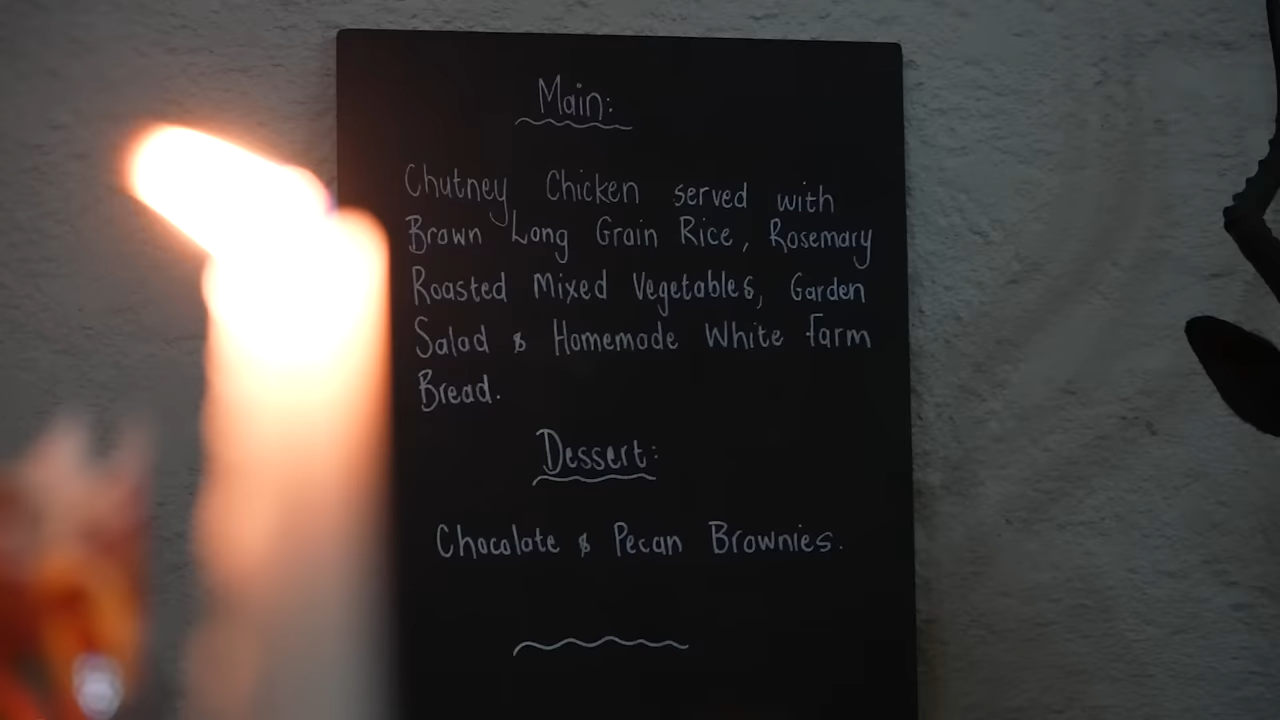 Main:
Chutney Chicken served with
Brown Long Grain Rice, Rosemary
Roasted Mixed Vegetables, Garden
Salad & Homemade White farm
Bread.
Dessert:
Chocolate & Pecan Brownies.